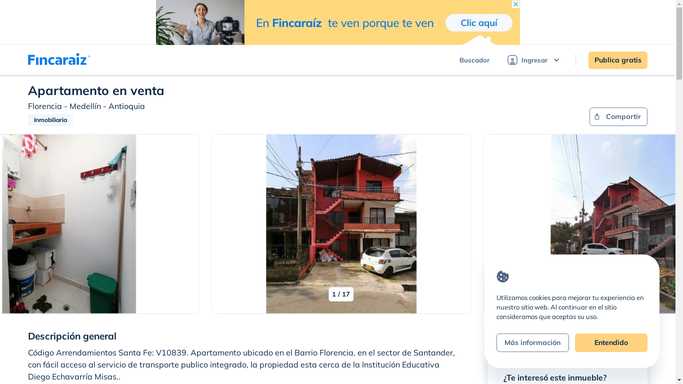 En Fincaraíz te ven porque te ven
Clic aquí
Fincaraíz
Buscador
Ingresar
Publica gratis
Apartamento en venta
Florencia - Medellín - Antioquia
Inmobiliaria
Compartir
1 / 17
Utilizamos cookies para mejorar tu experiencia en
nuestro sitio web. Al continuar en el sitio
consideramos que aceptas su uso.
Más información
Entendido
Descripción general
Código Arrendamientos Santa Fe: V10839. Apartamento ubicado en el Barrio Florencia, en el sector de Santander,
con fácil acceso al servicio de transporte publico integrado, la propiedad esta cerca de la Institución Educativa
Diego Echavarría Misas..
¿Te interesó este inmueble?